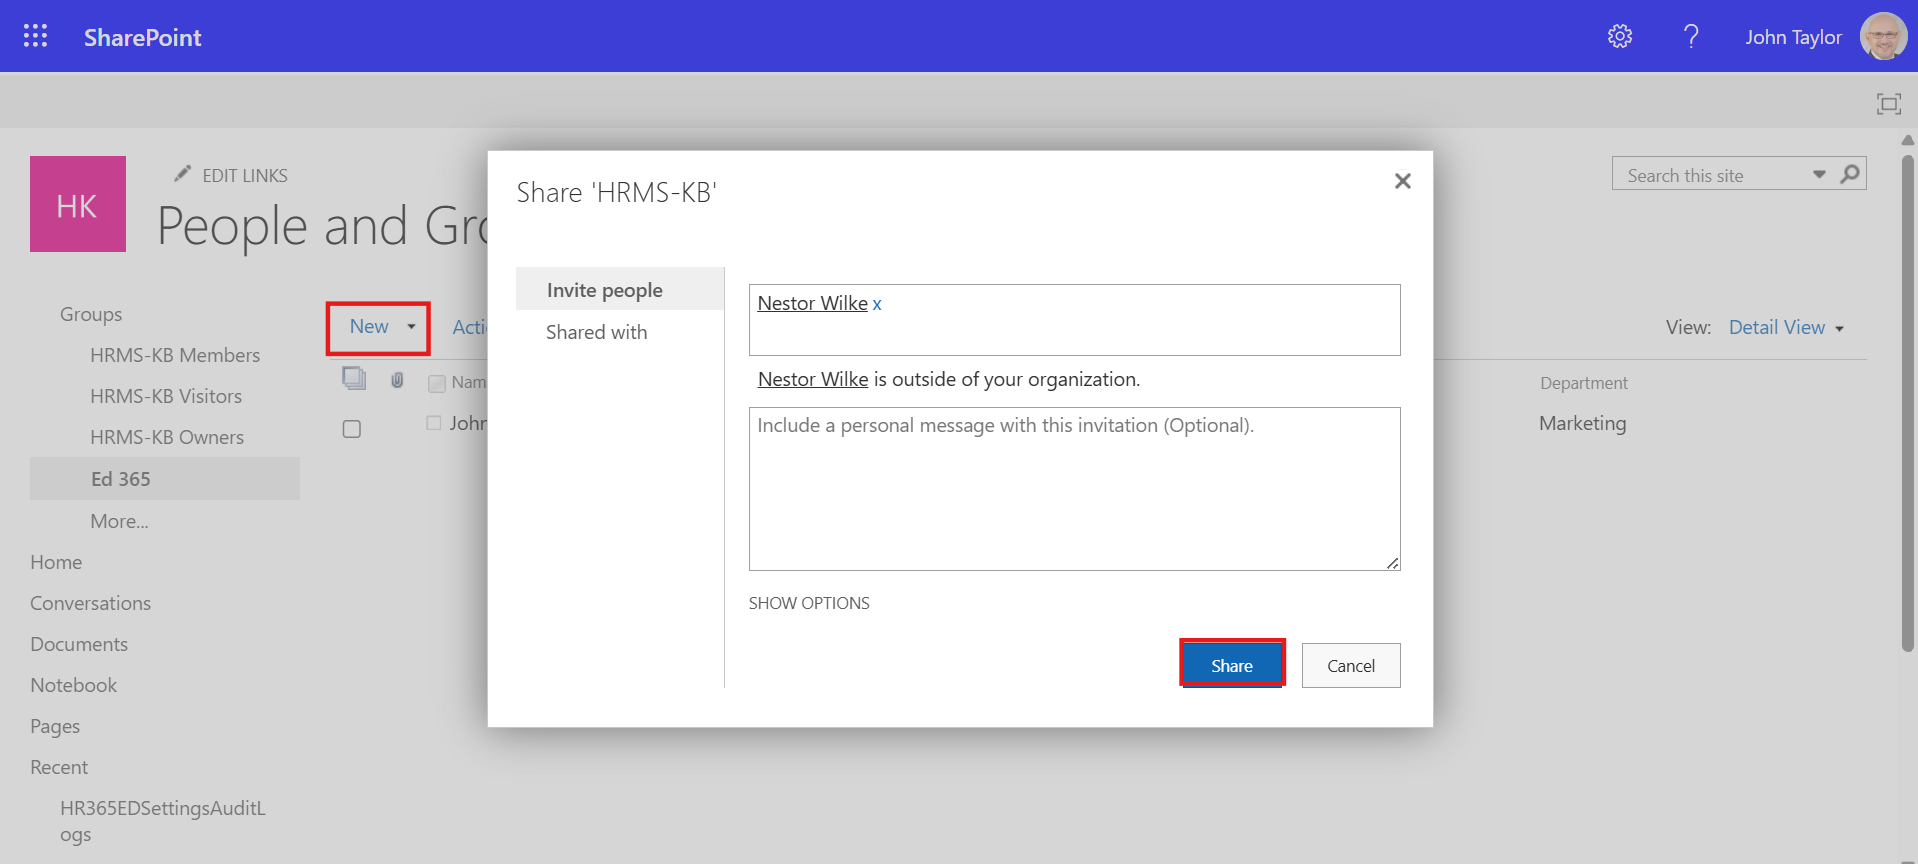 SharePoint
John Taylor
HK
EDIT LINKS
People and Gro
Search this site
Groups
HRMS-KB Members
HRMS-KB Visitors
HRMS-KB Owners
Ed 365
More...
Home
Conversations
Documents
Notebook
Pages
Recent
HR365EDSettingsAuditL
ogs
New
Acti
View: Detail View
Nam
Department
John
Marketing
Share 'HRMS-KB'
Invite people
Shared with
Nestor Wilke x
Nestor Wilke is outside of your organization.
Include a personal message with this invitation (Optional).
SHOW OPTIONS
Share
Cancel